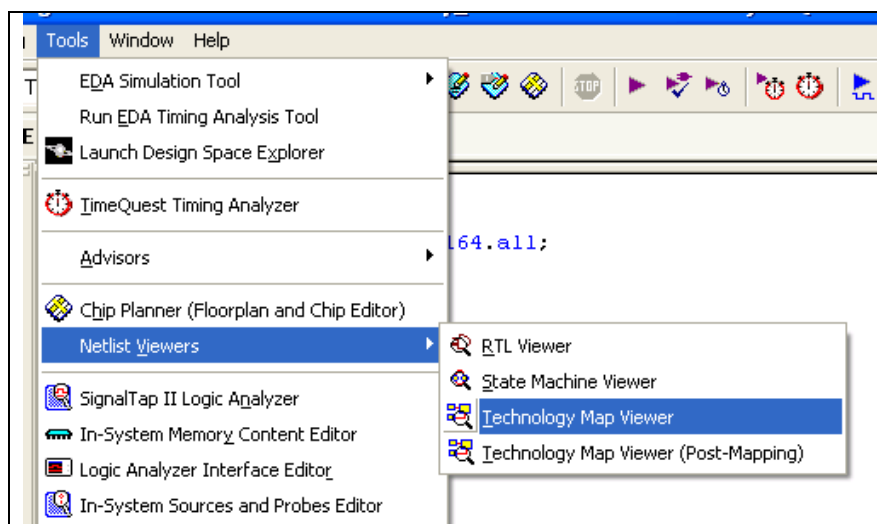 Tools Window Help
EDA Simulation Tool
STOP
Run EDA Timing Analysis Tool
Launch Design Space Explorer
TimeQuest Timing Analyzer
164.all;
Advisors
Chip Planner (Floorplan and Chip Editor)
Netlist Viewers
RTL Viewer
State Machine Viewer
Technology Map Viewer
Technology Map Viewer (Post-Mapping)
SignalTap II Logic Analyzer
In-System Memory Content Editor
Logic Analyzer Interface Editor
In-System Sources and Probes Editor